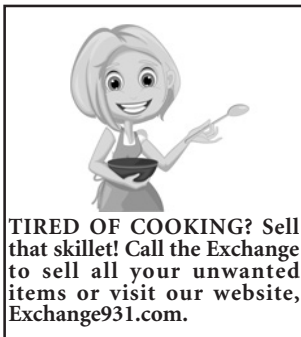 TIRED OF COOKING? Sell
that skillet! Call the Exchange
to sell all your unwanted
items or visit our website,
Exchange931.com.